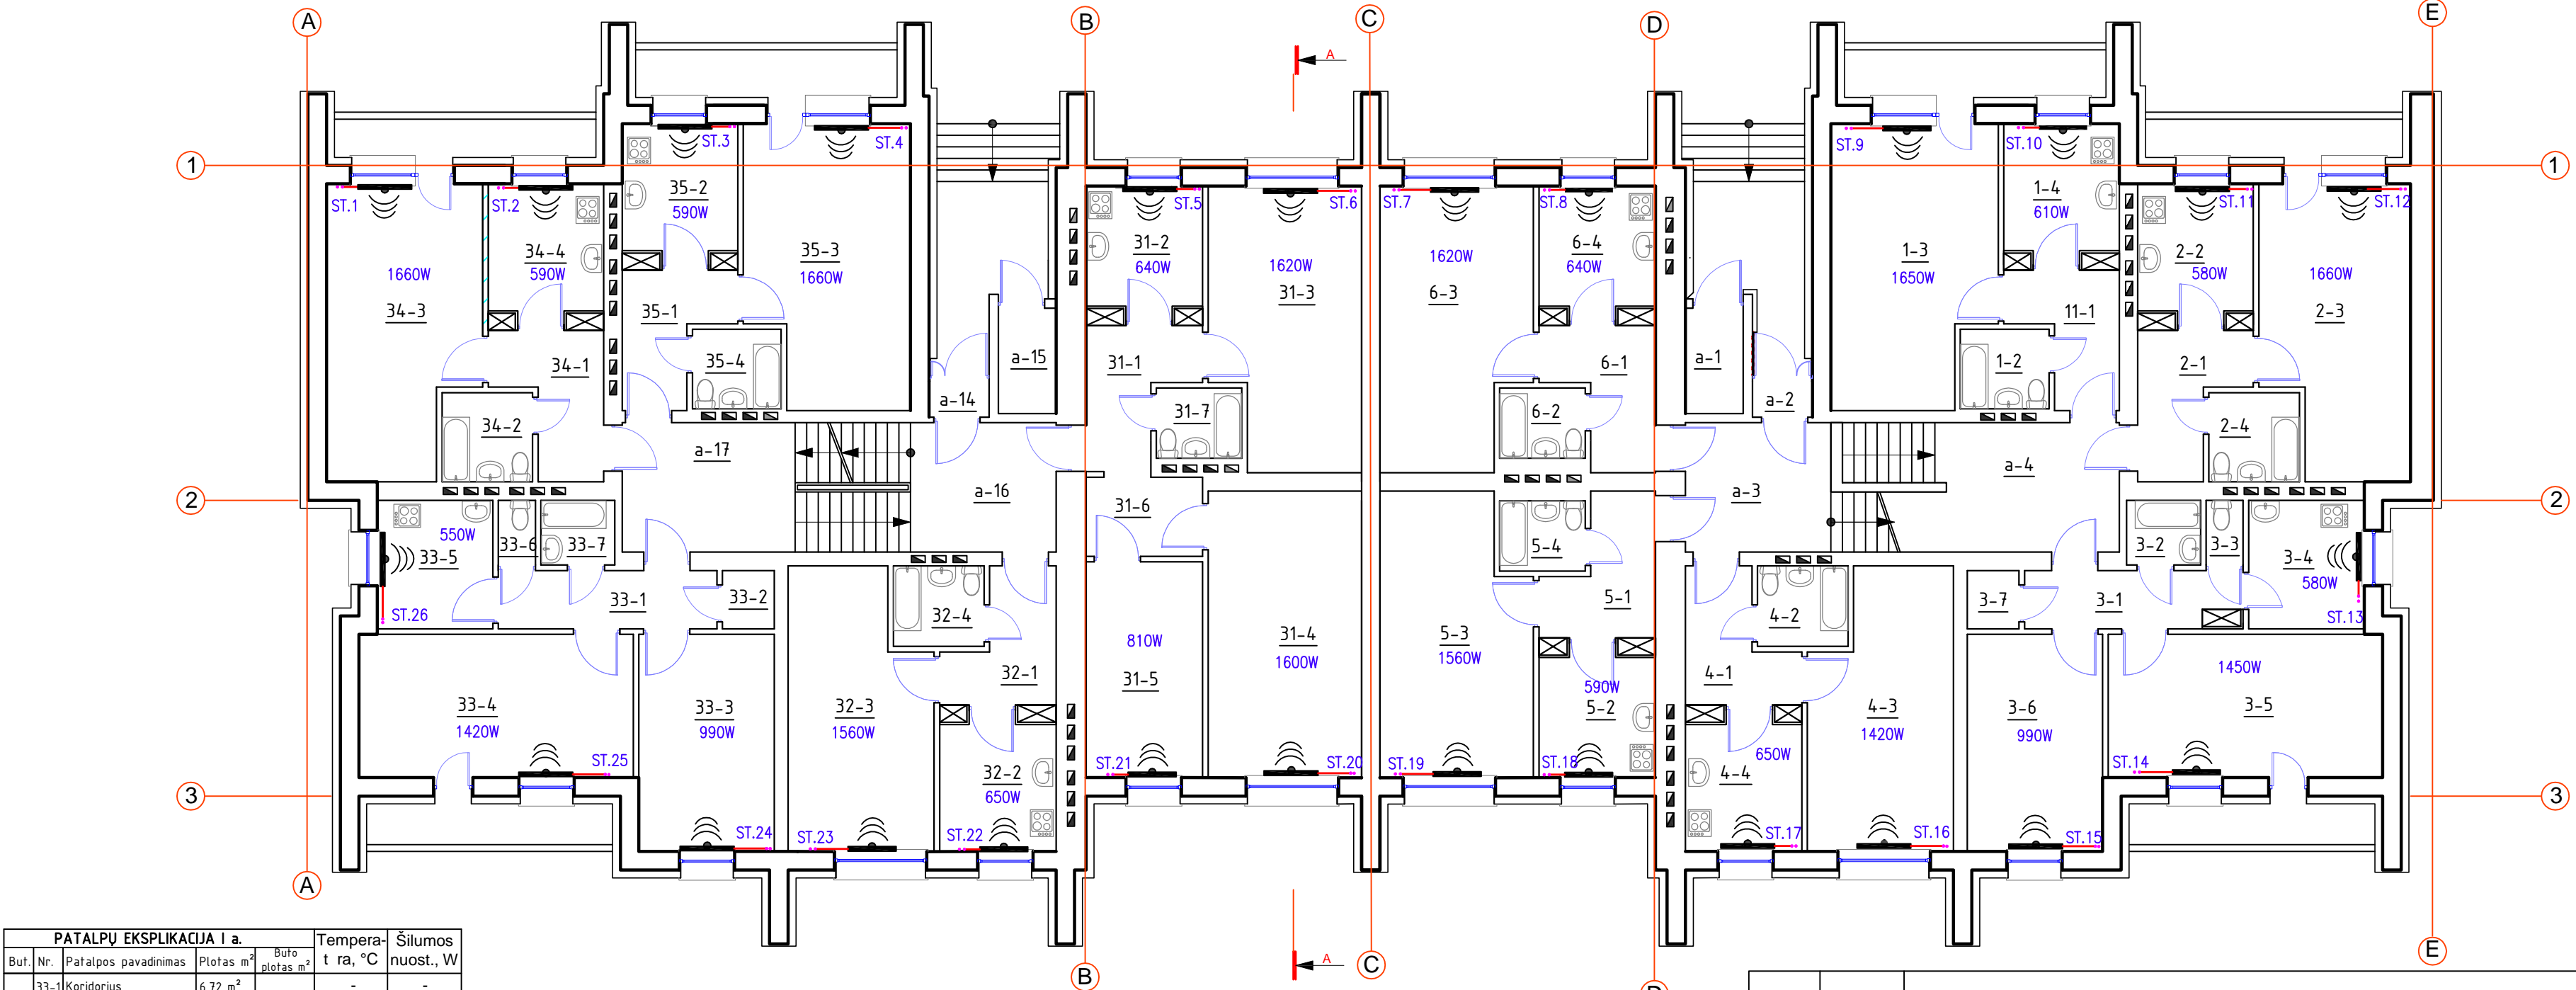 A
B
C
D
E
A
1
1
ST.3
ST.4
ST.9
ST.10
ST.1
ST.2
35-2
590W
ST.5
ST.6
ST.7
ST.8
1-4
610W
ST.11
ST.12
34-4
590W
1660W
34-3
35-3
1660W
31-2
640W
1620W
31-3
1620W
6-3
6-4
640W
1-3
1650W
2-2
580W
1660W
2-3
35-1
35-4
34-1
a-15
31-1
6-1
a-1
11-1
1-2
2-1
34-2
a-14
31-7
6-2
a-2
2-4
a-17
a-16
a-3
a-4
2
2
31-6
550W
33-5
33-6
33-7
5-4
3-2
3-3
3-4
580W
ST.26
33-1
33-2
32-4
5-1
4-2
3-7
3-1
ST.13
810W
31-5
31-4
1600W
5-3
1560W
32-1
4-1
1450W
3-5
33-4
1420W
33-3
990W
32-3
1560W
590W
5-2
4-3
1420W
3-6
990W
ST.25
32-2
650W
ST.21
ST.20
ST.19
ST.18
650W
4-4
ST.14
3
3
ST.24
ST.23
ST.22
ST.17
ST.16
ST.15
A
B
A
C
D
E
PATALPŲ EKSPLIKACIJA I a.
Tempera-
t ra, °C
Šilumos
nuost., W
But. Nr. Patalpos pavadinimas Plotas m² Buto plotas m²
33-1 Koridorius 6.72 m² - -